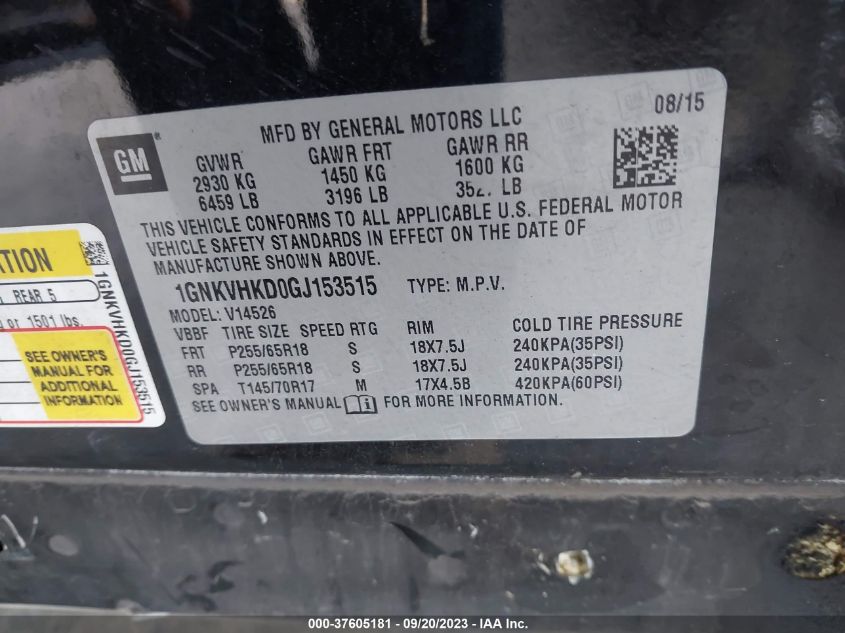 MFD BY GENERAL MOTORS LLC
08/15
GM
GVWR GAWR FRT GAWR RR
2930 KG 1450 KG 1600 KG
6459 LB 3196 LB LB
THIS VEHICLE CONFORMS TO ALL APPLICABLE U.S. FEDERAL MOTOR
VEHICLE SAFETY STANDARDS IN EFFECT ON THE DATE OF
MANUFACTURE SHOWN ABOVE.
1GNKVHKD0GJ153515 TYPE: M.P.V.
MODEL: V14526
VBBF TIRE SIZE SPEED RTG RIM COLD TIRE PRESSURE
FRT P255/65R18 S 18X7.5J 240KPA(35PSI)
RR P255/65R18 S 18X7.5J 240KPA(35PSI)
SPA T145/70R17 M 17X4.5B 420KPA(60PSI)
SEE OWNER'S MANUAL FOR MORE INFORMATION.
REAR 5
or 1501 lbs.
SEE OWNER'S
MANUAL FOR
ADDITIONAL
INFORMATION
1GNKVHKD0GJ153515
000-37605181 - 09/20/2023 - IAA Inc.